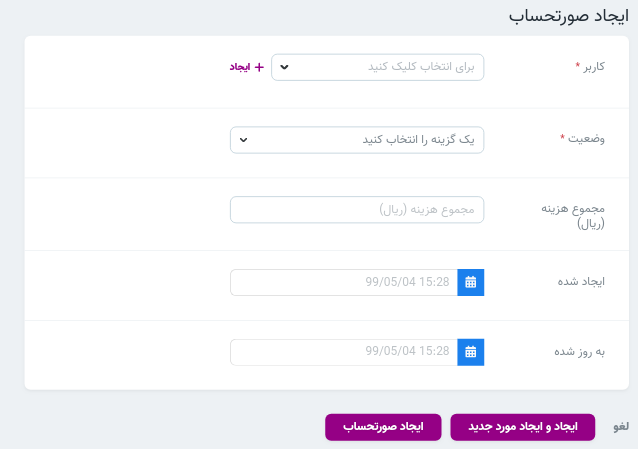 ایجاد صورتحساب
کاربر *
برای انتخاب کلیک کنید
+ ایجاد
وضعیت *
یک گزینه را انتخاب کنید
مجموع هزینه
(ریال)
مجموع هزینه (ریال)
ایجاد شده
99/05/04 15:28
به روز شده
99/05/04 15:28
لغو
ایجاد و ایجاد مورد جدید
ایجاد صورتحساب